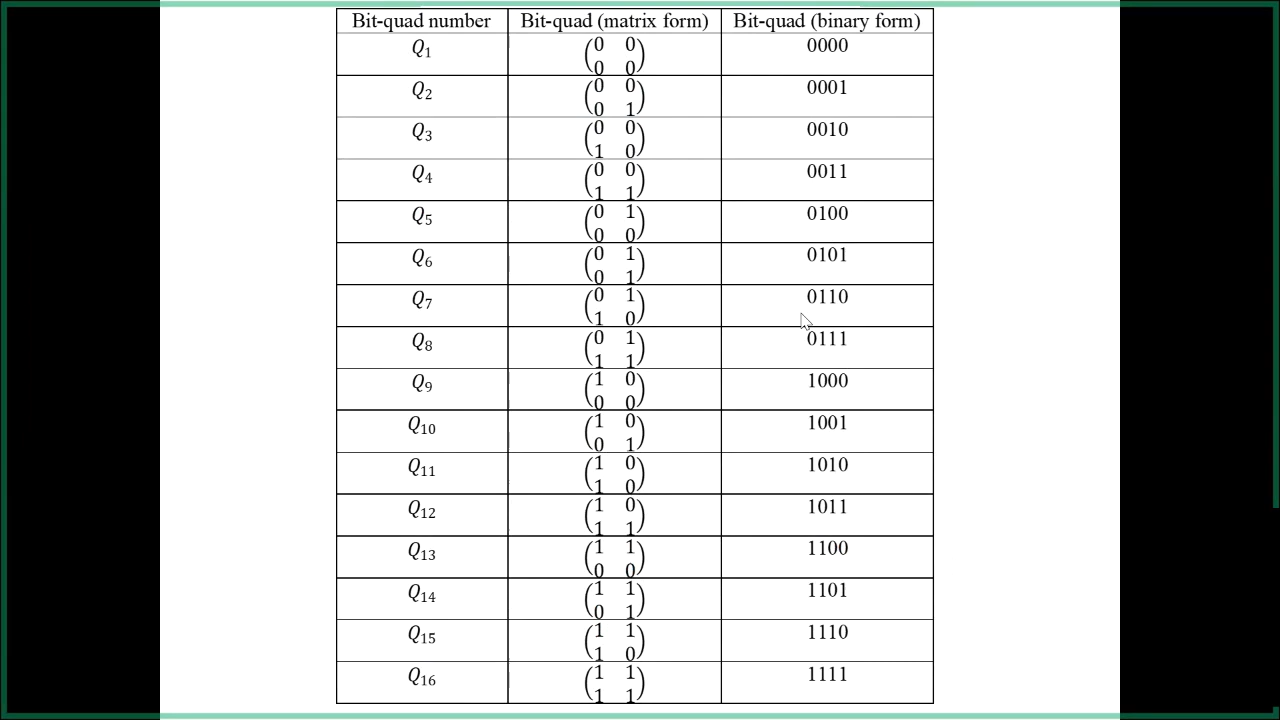 Bit-quad number Bit-quad (matrix form) Bit-quad (binary form)
Q₁ (0 0 0000
0 0)
Q₂ (0 0 0001
0 1)
Q₃ (0 0 0010
1 0)
Q₄ (0 0 0011
1 1)
Q₅ (0 1 0100
0 0)
Q₆ (0 1 0101
0 1)
Q₇ (0 1 0110
1 0)
Q₈ (0 1 0111
1 1)
Q₉ (1 0 1000
0 0)
Q₁₀ (1 0 1001
0 1)
Q₁₁ (1 0 1010
1 0)
Q₁₂ (1 0 1011
1 1)
Q₁₃ (1 1 1100
0 0)
Q₁₄ (1 1 1101
0 1)
Q₁₅ (1 1 1110
1 0)
Q₁₆ (1 1 1111
1 1)